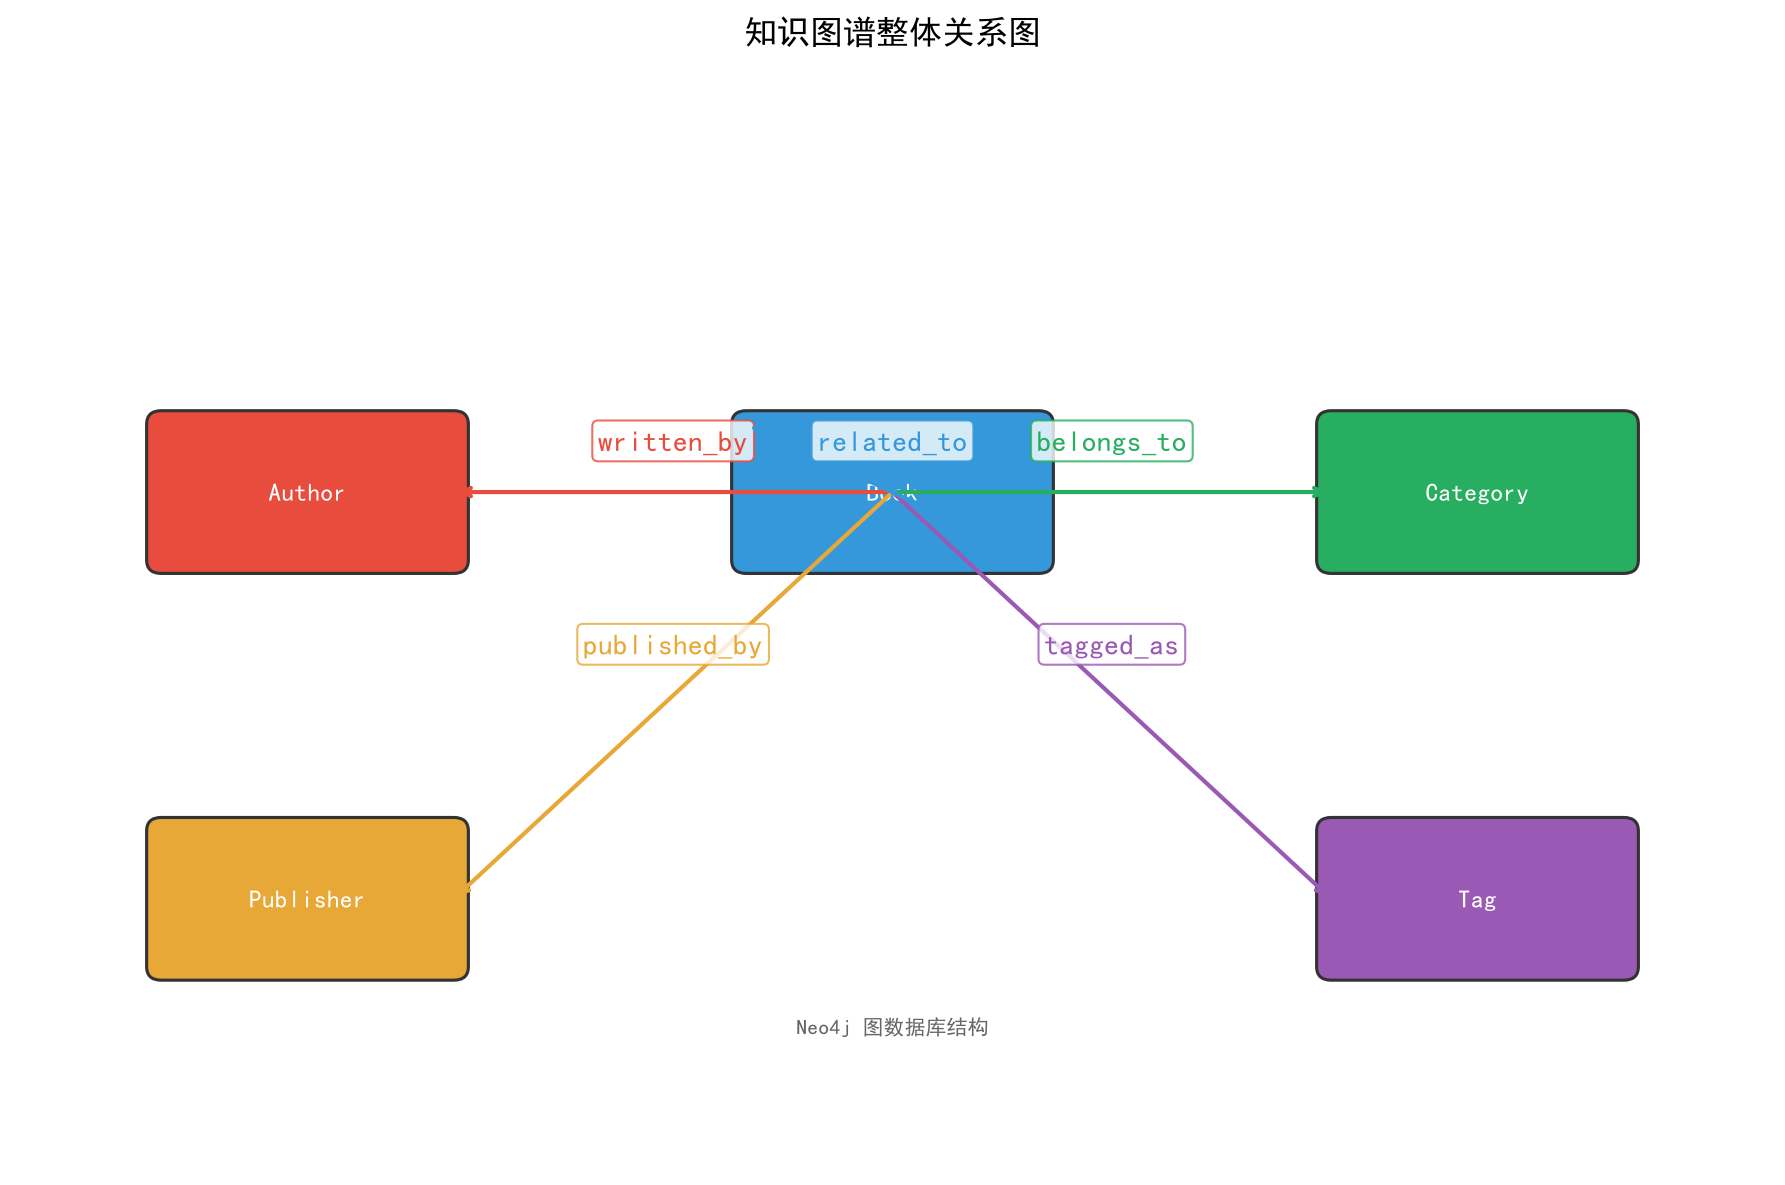 知识图谱整体关系图
written_by
related_to
belongs_to
Author
Book
Category
published_by
tagged_as
Publisher
Tag
Neo4j 图数据库结构